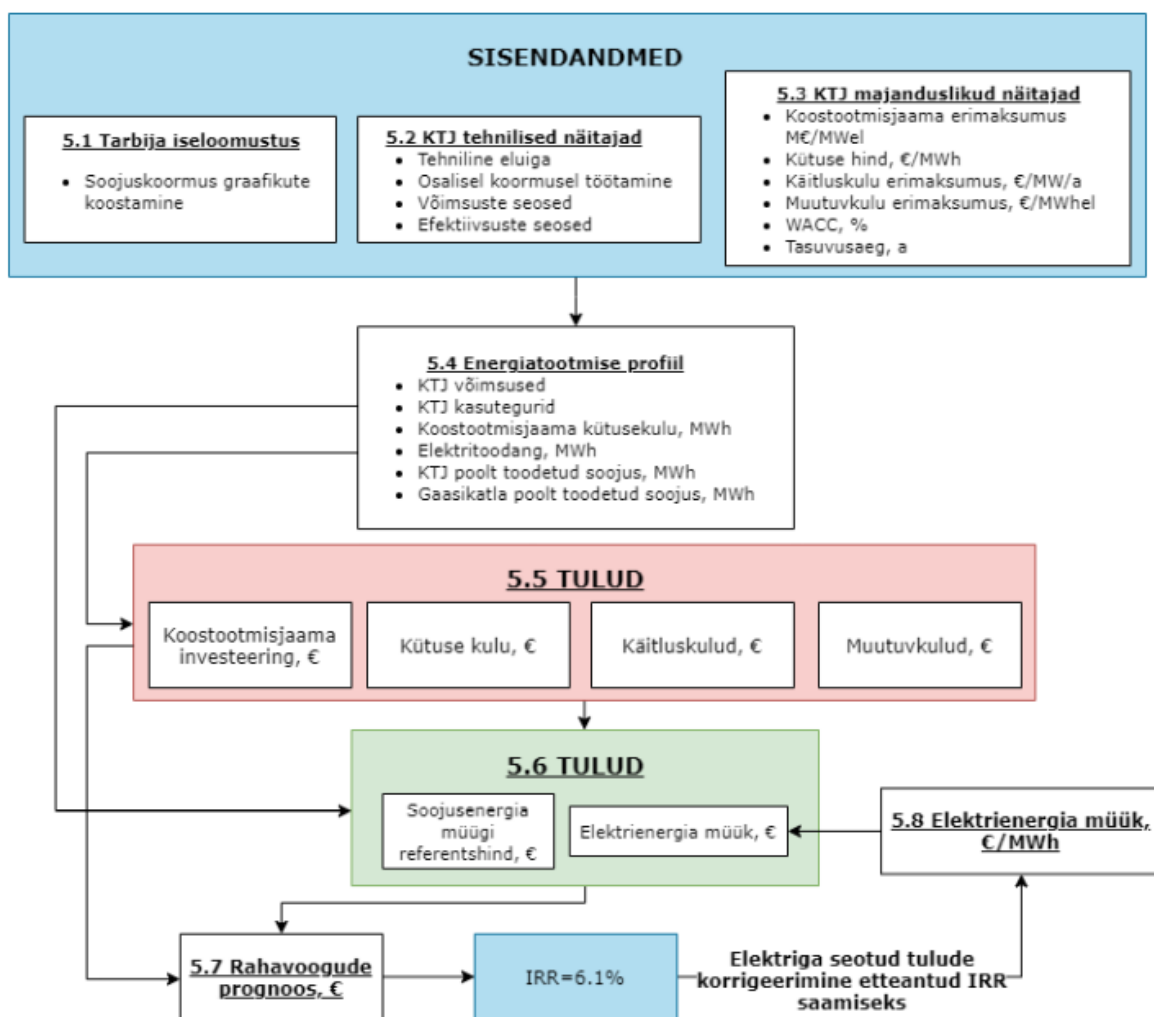 SISENDANDMED
5.1 Tarbija iseloomustus
• Soojuskoormus graafikute
koostamine
5.2 KTJ tehnilised näitajad
• Tehniline eluiga
• Osalisel koormusel töötamine
• Võimsuste seosed
• Efektiivsuste seosed
5.3 KTJ majanduslikud näitajad
• Koostootmisjaama erimaksumus
M€/MWel
• Kütuse hind, €/MWh
• Käitluskulu erimaksumus, €/MW/a
• Muutuvkulu erimaksumus, €/MWhel
• WACC, %
• Tasuvusaeg, a
5.4 Energiatootmise profiil
• KTJ võimsused
• KTJ kasutegurid
• Koostootmisjaama kütusekulu, MWh
• Elektritoodang, MWh
• KTJ poolt toodetud soojus, MWh
• Gaasikatla poolt toodetud soojus, MWh
5.5 TULUD
Koostootmisjaama
investeering, €
Kütuse kulu, €
Käitluskulud, €
Muutuvkulud, €
5.6 TULUD
Soojusenergia
müügi
referentshind, €
Elektrienergia müük, €
5.8 Elektrienergia müük,
€/MWh
5.7 Rahavoogude
prognoos, €
IRR=6.1%
Elektriga seotud tulude
korrigeerimine etteantud IRR
saamiseks